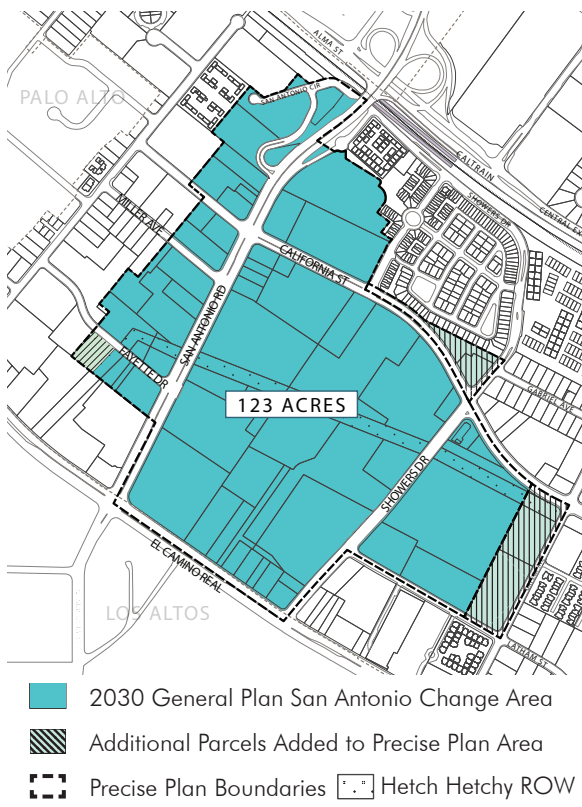 ALMA ST
PALO ALTO
SAN ANTONIO CIR
CALTRAIN
SHOWERS DR
CENTRAL EX
MILLER AVE
CALIFORNIA ST
SAN ANTONIO RD
FAYETTE DR
GABRIEL AVE
123 ACRES
SHOWERS DR
EL CAMINO REAL
LOS ALTOS
LATHAM ST
2030 General Plan San Antonio Change Area
Additional Parcels Added to Precise Plan Area
Precise Plan Boundaries Hetch Hetchy ROW